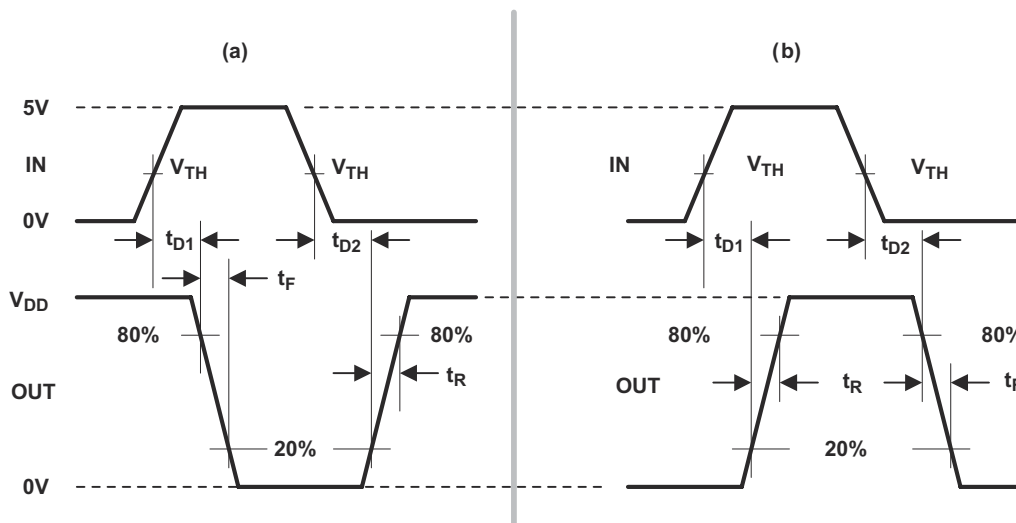 (a)
5V
IN
V_TH
V_TH
0V
t_D1
t_D2
t_F
V_DD
80%
80%
OUT
t_R
20%
0V
(b)
IN
V_TH
V_TH
t_D1
t_D2
80%
80%
OUT
t_R
20%